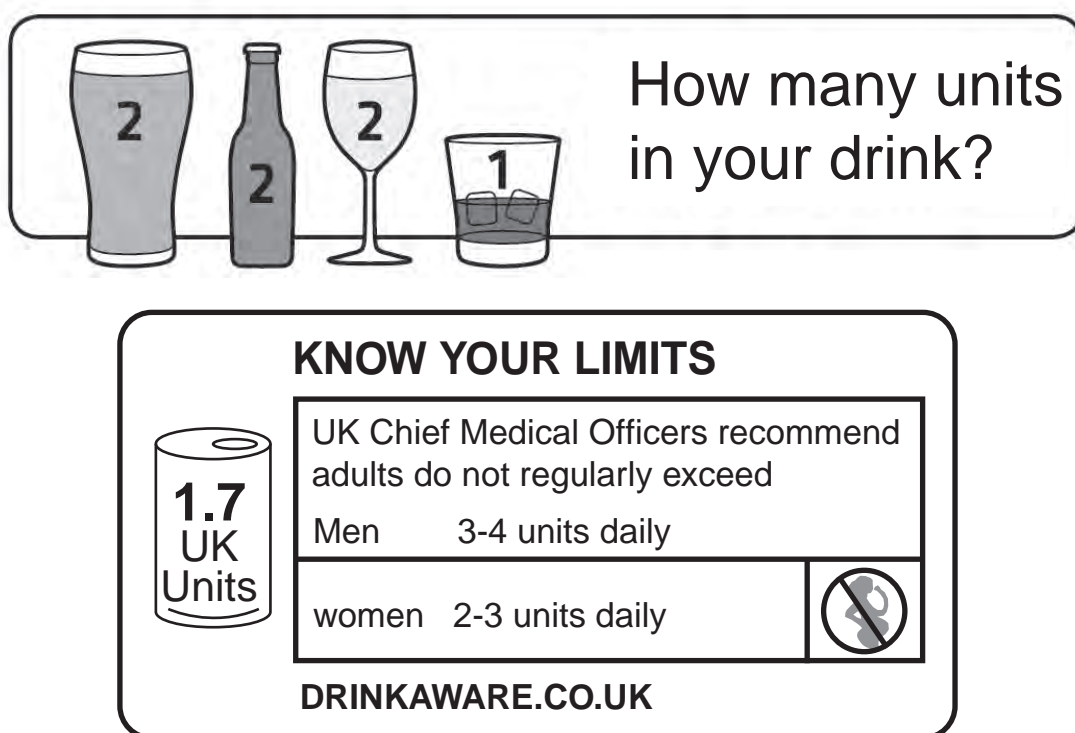 2
2
2
1
How many units
in your drink?
KNOW YOUR LIMITS
UK Chief Medical Officers recommend
adults do not regularly exceed
Men 3-4 units daily
women 2-3 units daily
1.7
UK
Units
DRINKAWARE.CO.UK